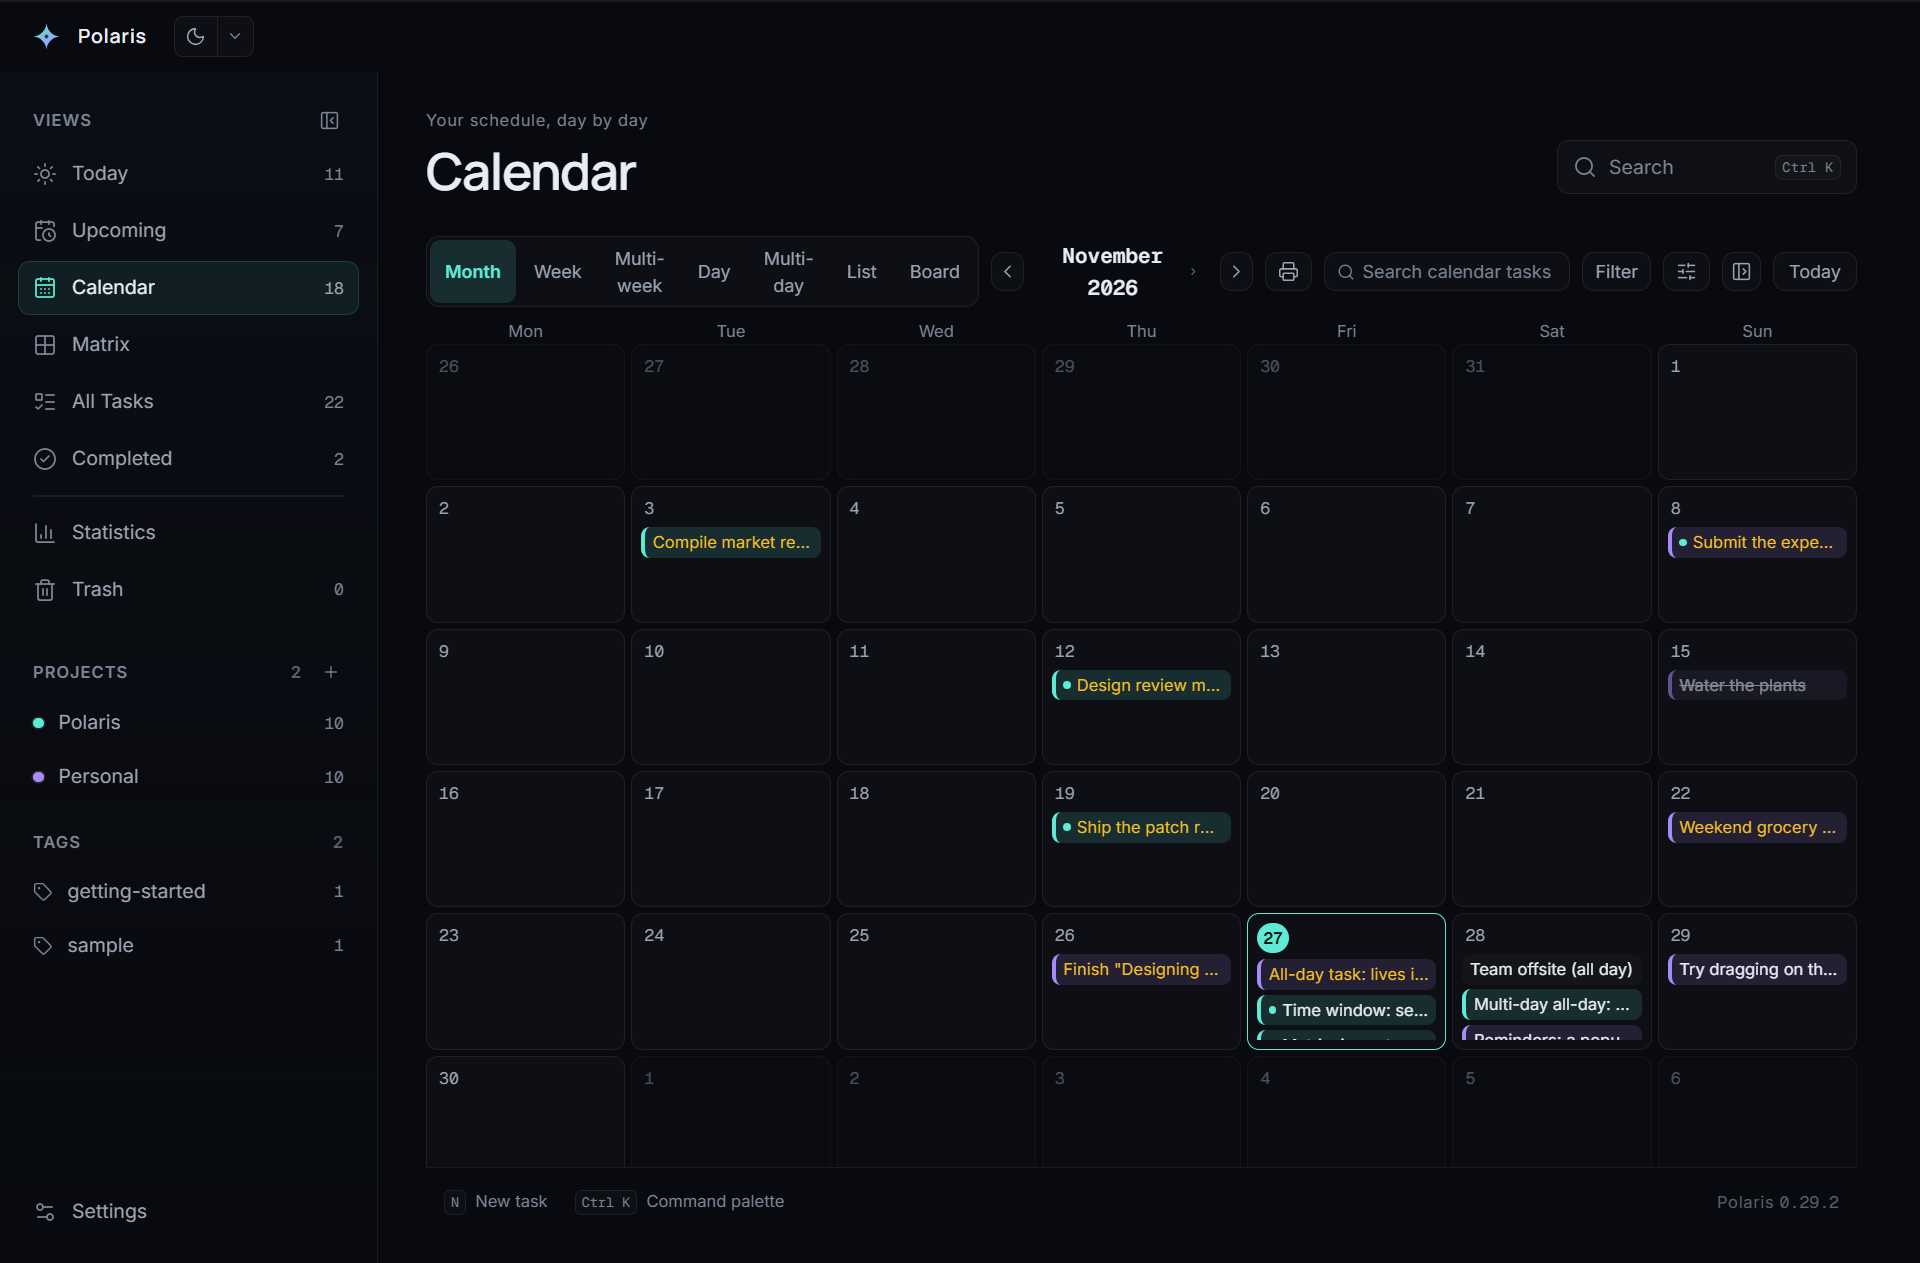 Polaris
VIEWS
Today 11
Upcoming 7
Calendar 18
Matrix
All Tasks 22
Completed 2
Statistics
Trash 0
PROJECTS 2 +
Polaris 10
Personal 10
TAGS 2
getting-started 1
sample 1
Settings
Your schedule, day by day
Calendar
Search Ctrl K
Month
Week
Multi-
week
Day
Multi-
day
List
Board
November
2026
Search calendar tasks
Filter
Today
Mon Tue Wed Thu Fri Sat Sun
26 27 28 29 30 31 1
2 3 4 5 6 7 8
Compile market re...
Submit the expe...
9 10 11 12 13 14 15
Design review m...
Water the plants
16 17 18 19 20 21 22
Ship the patch r...
Weekend grocery ...
23 24 25 26 27 28 29
Finish "Designing ...
All-day task: lives i...
Time window: se...
Team offsite (all day)
Multi-day all-day: ...
Reminders: a popu...
Try dragging on th...
30 1 2 3 4 5 6
N New task Ctrl K Command palette
Polaris 0.29.2